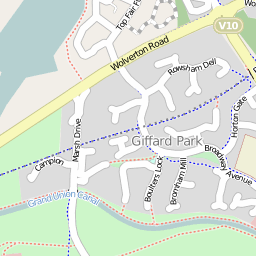 Top Fair F
V10
Wolverton Road
Rowsham Dell
Marsh Drive
Horton Gate
Giffard Park
Broadway Avenue
Campion
Boulters Lock
Bromham Mill
Grand Union Canal